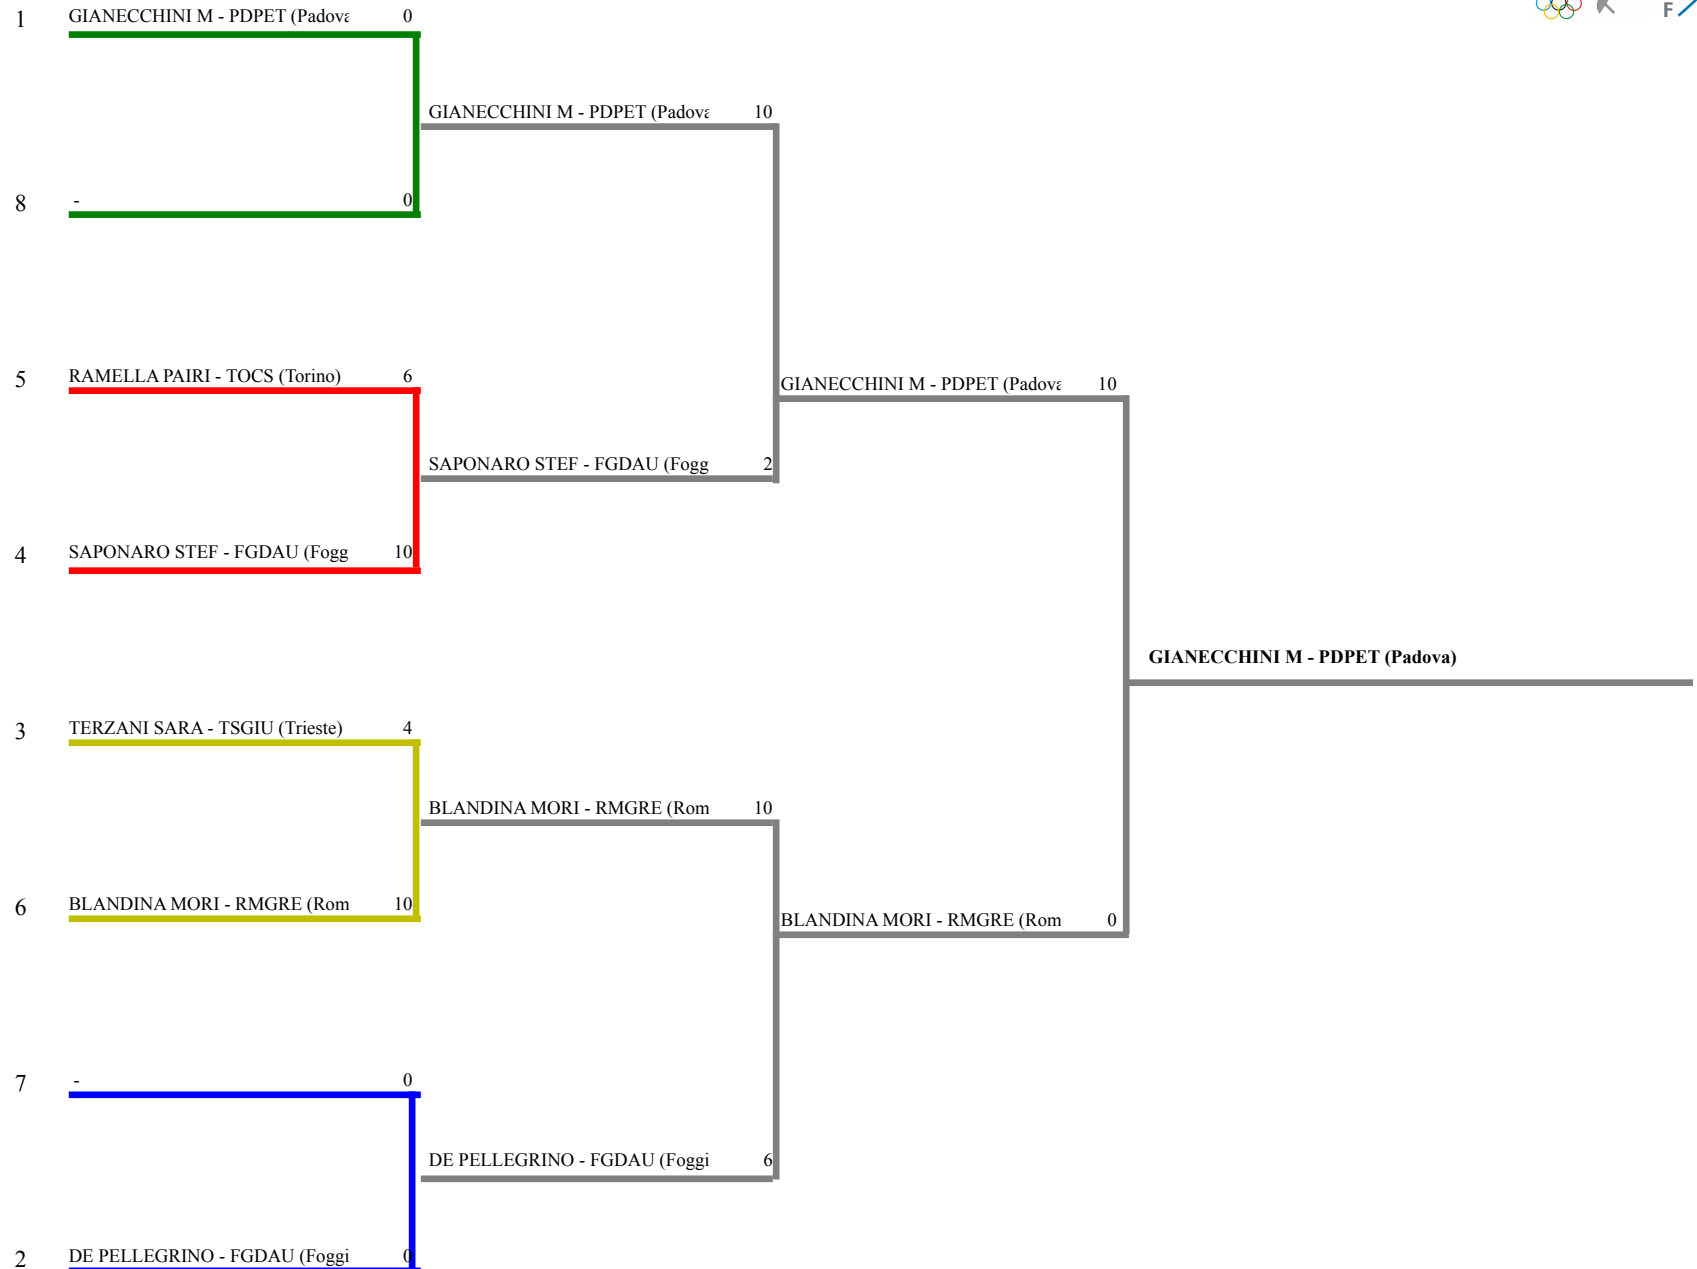 1 GIANECCHINI M - PDPET (Padova 0
F
GIANECCHINI M - PDPET (Padova 10
8 - 0
5 RAMELLA PAIRI - TOCS (Torino) 6
GIANECCHINI M - PDPET (Padova 10
SAPONARO STEF - FGDAU (Fogg 2
4 SAPONARO STEF - FGDAU (Fogg 10
GIANECCHINI M - PDPET (Padova)
3 TERZANI SARA - TSGIU (Trieste) 4
BLANDINA MORI - RMGRE (Rom 10
6 BLANDINA MORI - RMGRE (Rom 10
BLANDINA MORI - RMGRE (Rom 0
7 - 0
DE PELLEGRINO - FGDAU (Foggi 6
2 DE PELLEGRINO - FGDAU (Foggi 0